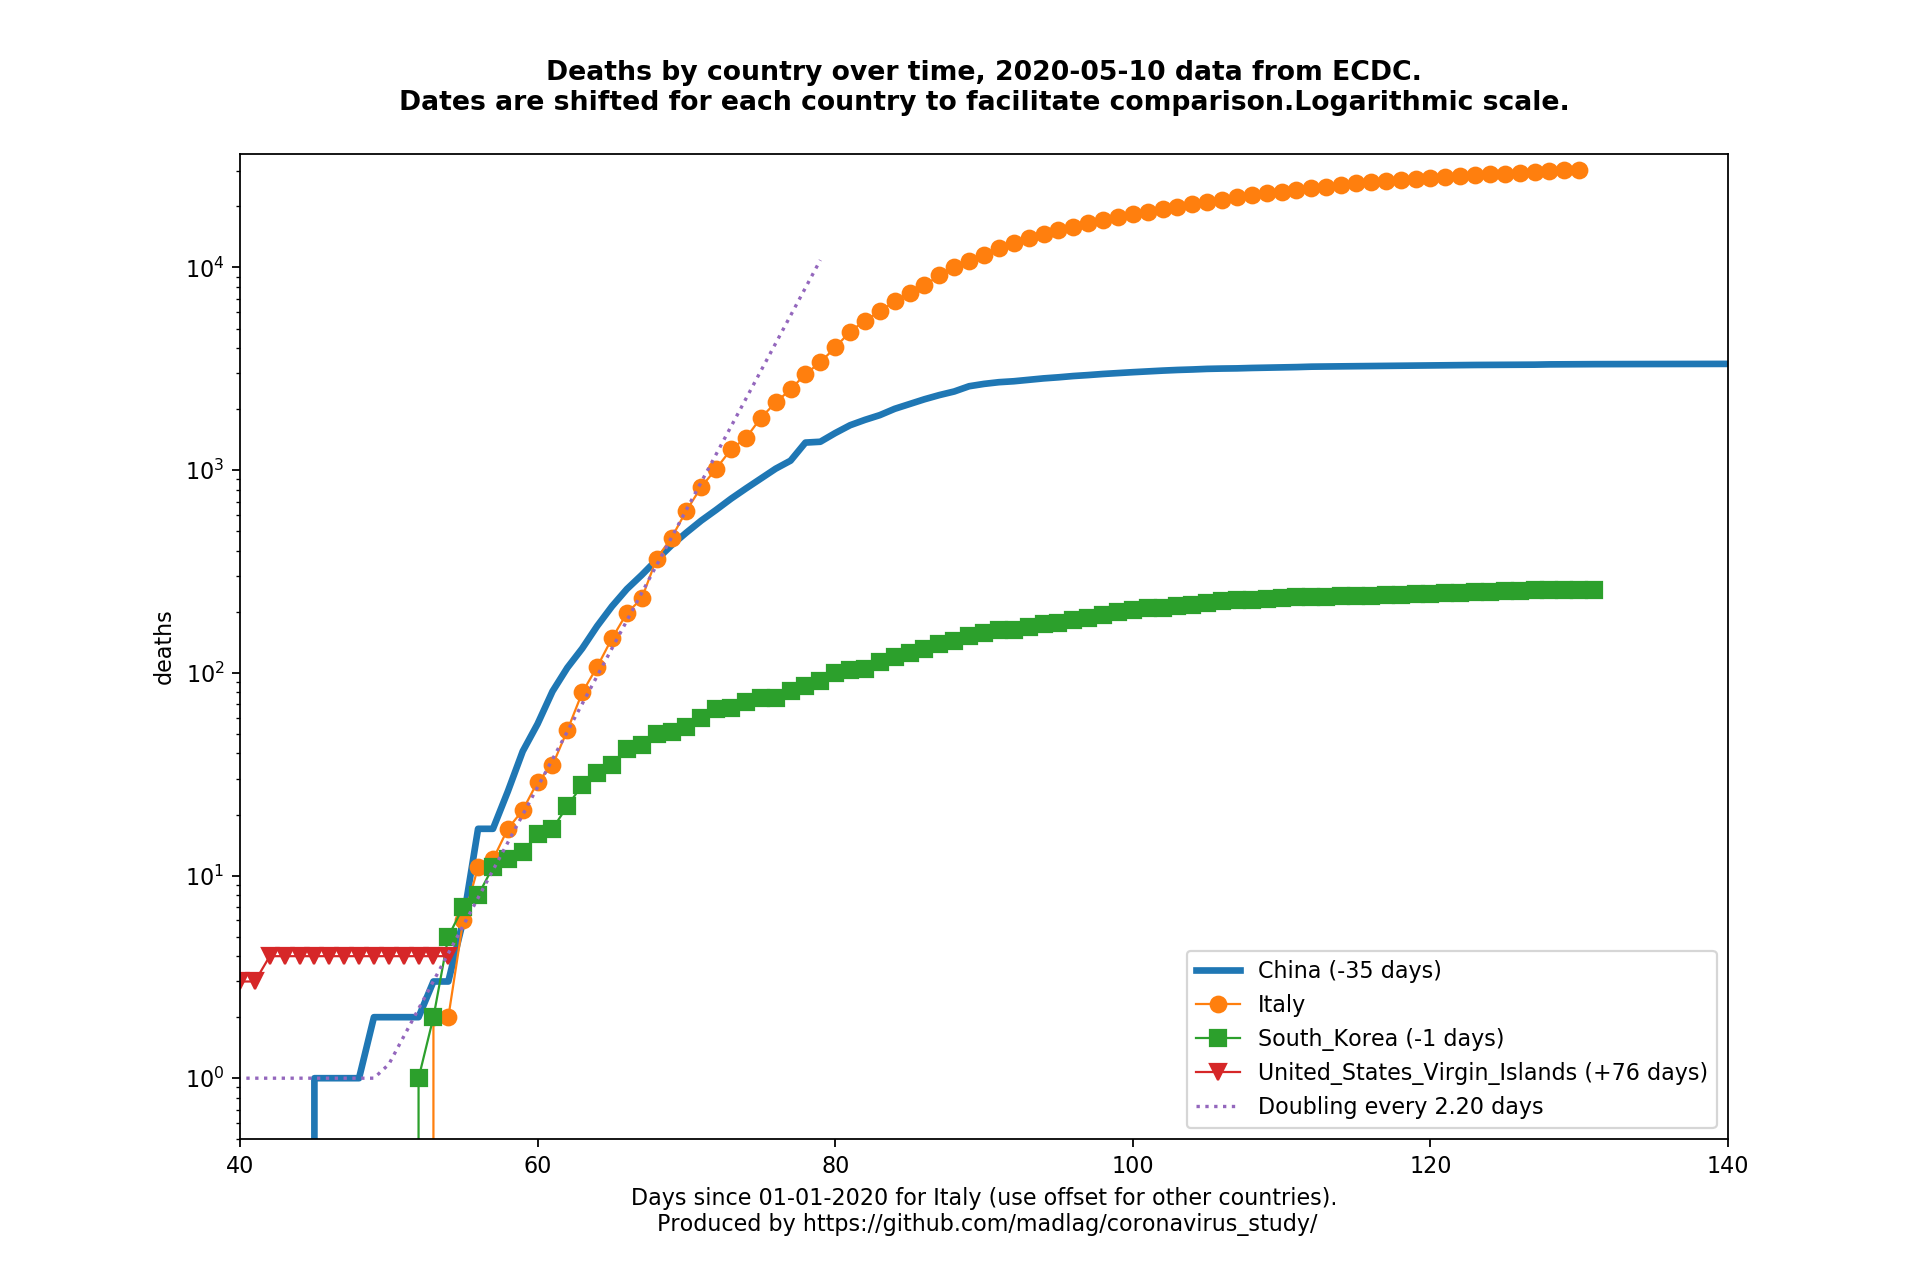 Deaths by country over time, 2020-05-10 data from ECDC.
Dates are shifted for each country to facilitate comparison.Logarithmic scale.
10^4
10^3
10^2
10^1
10^0
deaths
China (-35 days)
Italy
South_Korea (-1 days)
United_States_Virgin_Islands (+76 days)
Doubling every 2.20 days
40 60 80 100 120 140
Days since 01-01-2020 for Italy (use offset for other countries).
Produced by https://github.com/madlag/coronavirus_study/